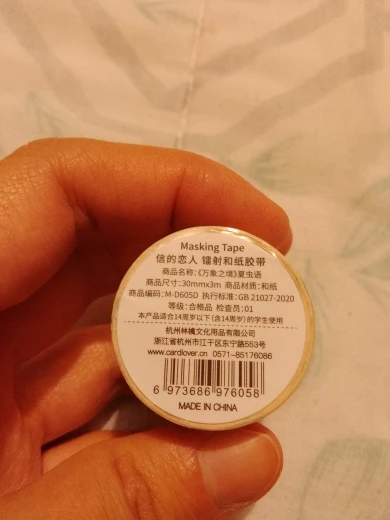 Masking Tape
信的恋人 镭射和纸胶带
商品名称:《万象之境》夏虫语
商品尺寸:30mmx3m 商品材质:和纸
商品编码:M-D605D 执行标准:GB 21027-2020
等级:合格品 检查员:01
本产品适合14周岁以下(含14周岁)的学生使用
杭州林樆文化用品有限公司
浙江省杭州市江干区东宁路553号
www.cardlover.cn 0571-85176086
6 973686 976058
MADE IN CHINA